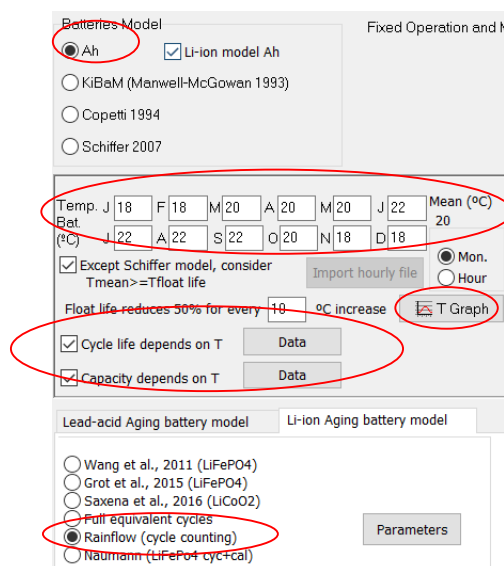 Batteries Model
Fixed Operation and M
Ah
Li-ion model Ah
KiBaM (Manwell-McGowan 1993)
Copetti 1994
Schiffer 2007
Temp. J 18 F 18 M 20 A 20 M 20 J 22 Mean (ºC)
Bat. 20
(ºC) J 22 A 22 S 22 O 20 N 18 D 18
Mon.
Except Schiffer model, consider
Tmean>=Tfloat life
Import hourly file
Hour
Float life reduces 50% for every 10 ºC increase
T Graph
Cycle life depends on T Data
Capacity depends on T Data
Lead-acid Aging battery model Li-ion Aging battery model
Wang et al., 2011 (LiFePO4)
Grot et al., 2015 (LiFePO4)
Saxena et al., 2016 (LiCoO2)
Full equivalent cycles
Rainflow (cycle counting) Parameters
Naumann (LiFePo4 cyc+cal)